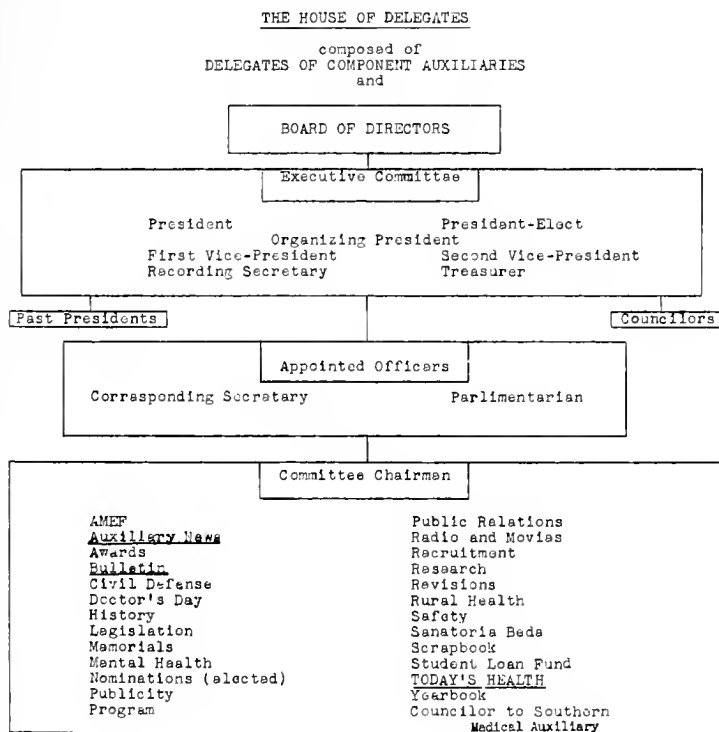 THE HOUSE OF DELEGATES
composed of
DELEGATES OF COMPONENT AUXILIARIES
and
BOARD OF DIRECTORS
Executive Committee
President President-Elect
Organizing President
First Vice-President Second Vice-President
Recording Secretary Treasurer
Past Presidents Councilors
Appointed Officers
Corresponding Secretary Parlimentarian
Committee Chairmen
AMEF
Auxiliary News
Awards
Bulletin
Civil Defense
Doctor's Day
History
Legislation
Memorials
Mental Health
Nominations (elected)
Publicity
Program
Public Relations
Radio and Movies
Recruitment
Research
Revisions
Rural Health
Safety
Sanatoria Beds
Scrapbook
Student Loan Fund
TODAY'S HEALTH
Yearbook
Councilor to Southern
Medical Auxiliary